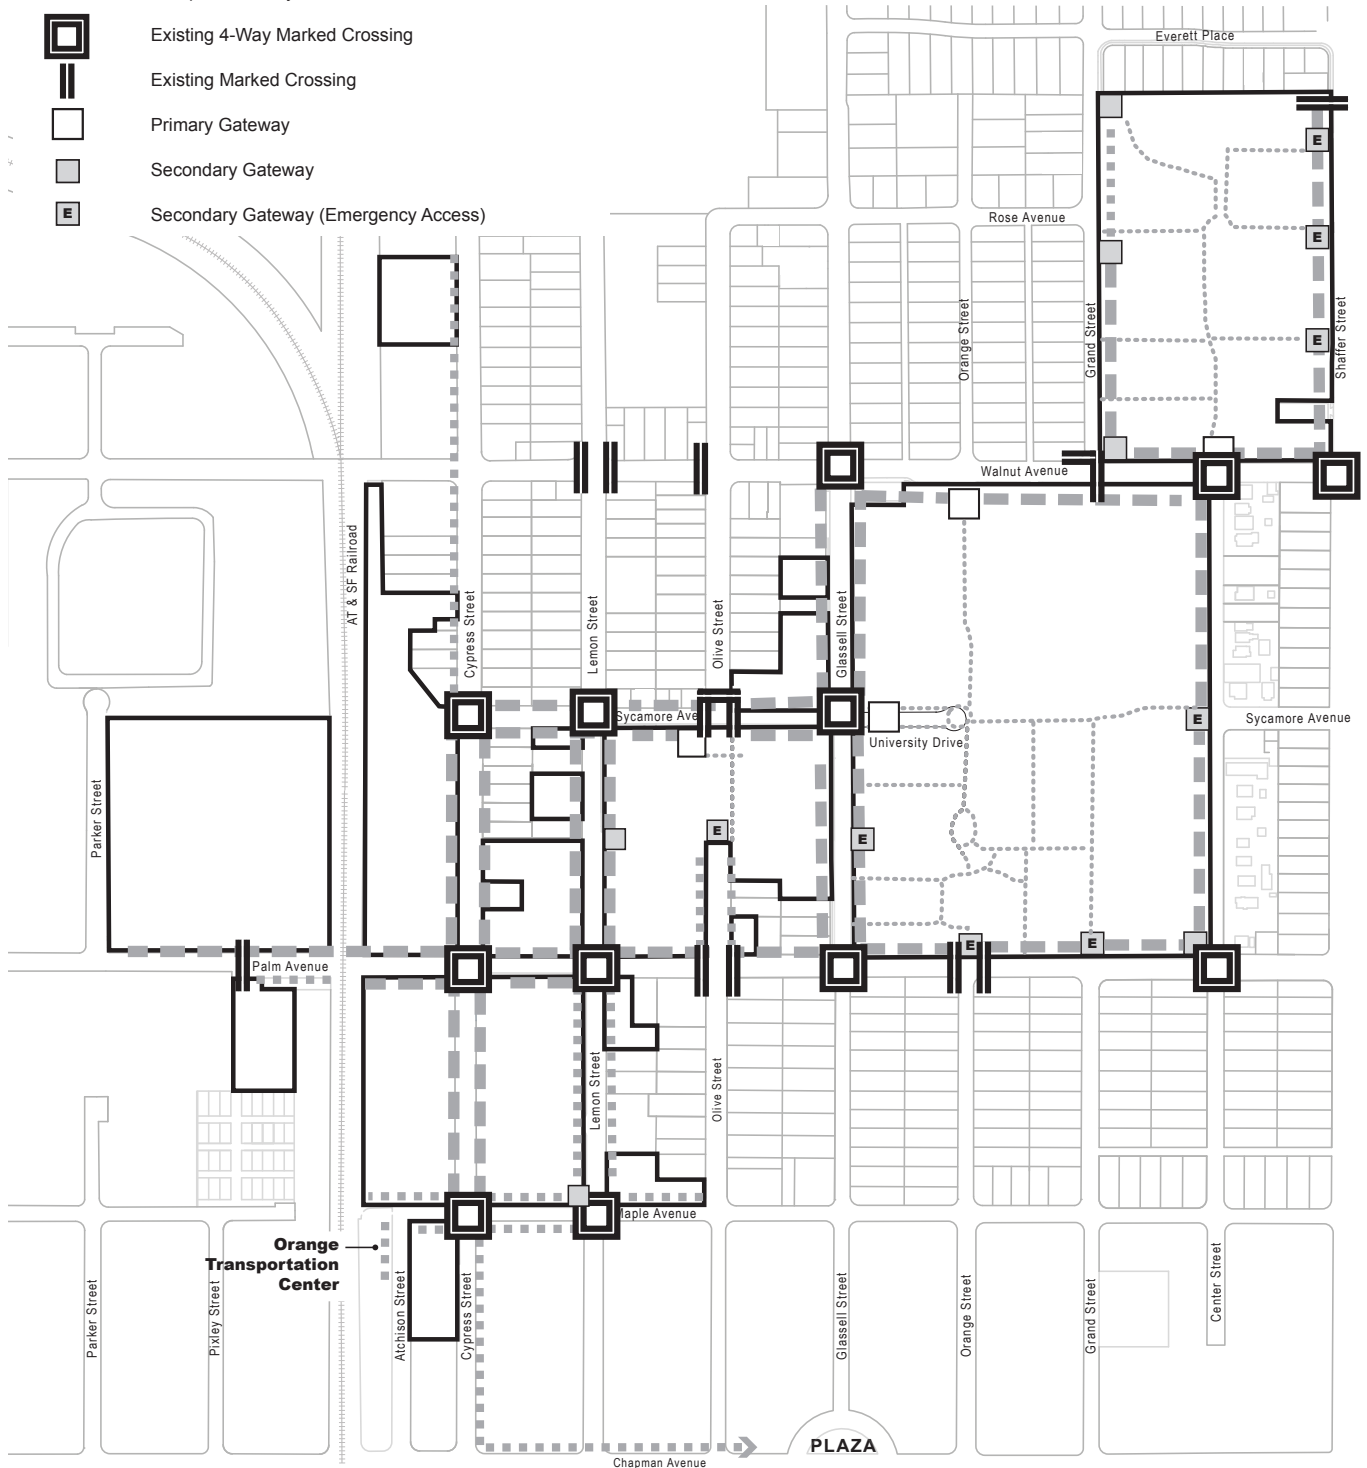 Existing 4-Way Marked Crossing
Existing Marked Crossing
Primary Gateway
Secondary Gateway
E
Secondary Gateway (Emergency Access)
Everett Place
E
Rose Avenue
E
Orange Street
Grand Street
Shaffer Street
E
Walnut Avenue
AT & SF Railroad
Cypress Street
Lemon Street
Olive Street
Glassell Street
Sycamore Ave
University Drive
E
Sycamore Avenue
Parker Street
E
E
E
E
Palm Avenue
Lemon Street
Olive Street
Maple Avenue
Orange
Transportation
Center
Parker Street
Pixley Street
Atchison Street
Cypress Street
Glassell Street
Orange Street
Grand Street
Center Street
PLAZA
Chapman Avenue